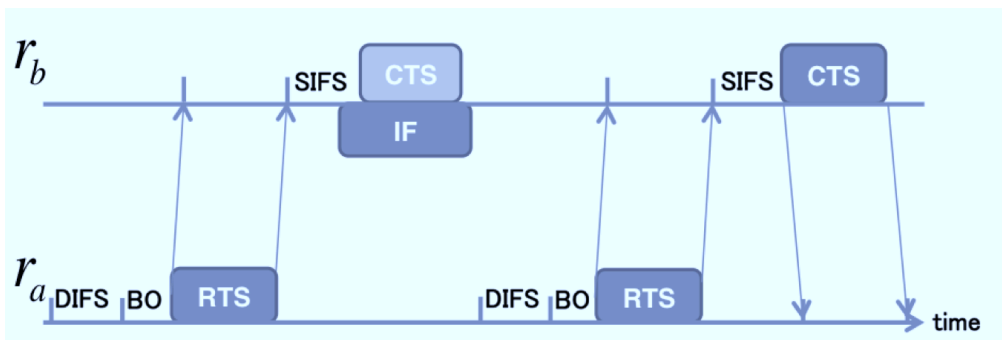 r_b
SIFS CTS SIFS CTS
IF
r_a
DIFS BO RTS DIFS BO RTS
time